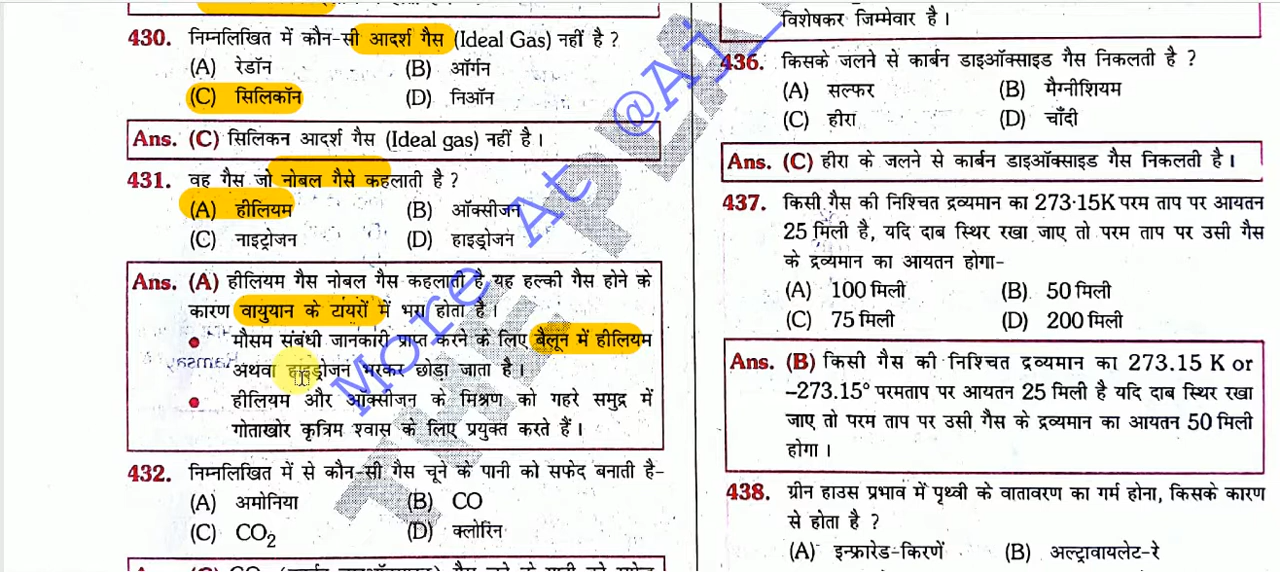 विशेषकर जिम्मेवार है ।
430. निम्नलिखित में कौन-सी आदर्श गैस (Ideal Gas) नहीं है ?
(A) रेडॉन (B) ऑर्गन
(C) सिलिकॉन (D) निऑन
Ans. (C) सिलिकन आदर्श गैस (Ideal gas) नहीं है ।
431. वह गैस जो नोबल गैसे कहलाती है ?
(A) हीलियम (B) ऑक्सीजन
(C) नाइट्रोजन (D) हाइड्रोजन
Ans. (A) हीलियम गैस नोबल गैस कहलाती है यह हल्की गैस होने के
कारण वायुयान के टायरों में भरा होता है ।
• मौसम संबंधी जानकारी प्राप्त करने के लिए बैलून में हीलियम
अथवा हाइड्रोजन भरकर छोड़ा जाता है ।
• हीलियम और ऑक्सीजन के मिश्रण को गहरे समुद्र में
गोताखोर कृत्रिम श्वास के लिए प्रयुक्त करते हैं ।
432. निम्नलिखित में से कौन-सी गैस चूने के पानी को सफेद बनाती है-
(A) अमोनिया (B) CO
(C) CO₂ (D) क्लोरिन
436. किसके जलने से कार्बन डाइऑक्साइड गैस निकलती है ?
(A) सल्फर (B) मैग्नीशियम
(C) हीरा (D) चाँदी
Ans. (C) हीरा के जलने से कार्बन डाइऑक्साइड गैस निकलती है ।
437. किसी गैस की निश्चित द्रव्यमान का 273·15K परम ताप पर आयतन
25 मिली है, यदि दाब स्थिर रखा जाए तो परम ताप पर उसी गैस
के द्रव्यमान का आयतन होगा-
(A) 100 मिली (B) 50 मिली
(C) 75 मिली (D) 200 मिली
Ans. (B) किसी गैस की निश्चित द्रव्यमान का 273.15 K or
–273.15° परमताप पर आयतन 25 मिली है यदि दाब स्थिर रखा
जाए तो परम ताप पर उसी गैस के द्रव्यमान का आयतन 50 मिली
होगा ।
438. ग्रीन हाउस प्रभाव में पृथ्वी के वातावरण का गर्म होना, किसके कारण
से होता है ?
(A) इन्फ्रारेड-किरणें (B) अल्ट्रावायलेट-रे
More At @Aj_